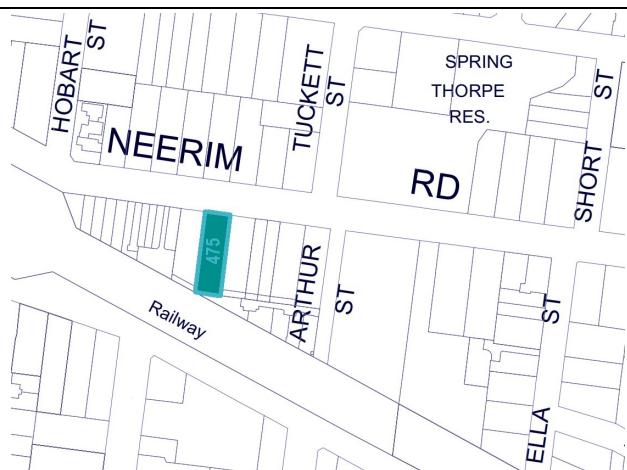 HOBART ST
TUCKETT ST
SPRING
THORPE
RES.
SHORT ST
NEERIM RD
475
Railway
ARTHUR ST
ELLA ST